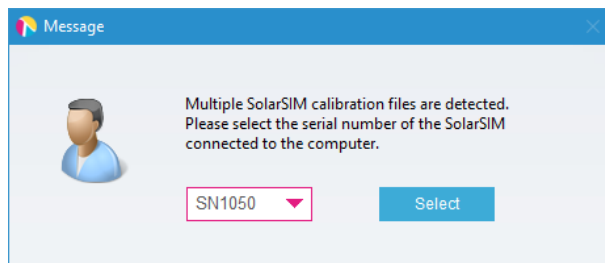 Message
Multiple SolarSIM calibration files are detected.
Please select the serial number of the SolarSIM
connected to the computer.
SN1050
Select